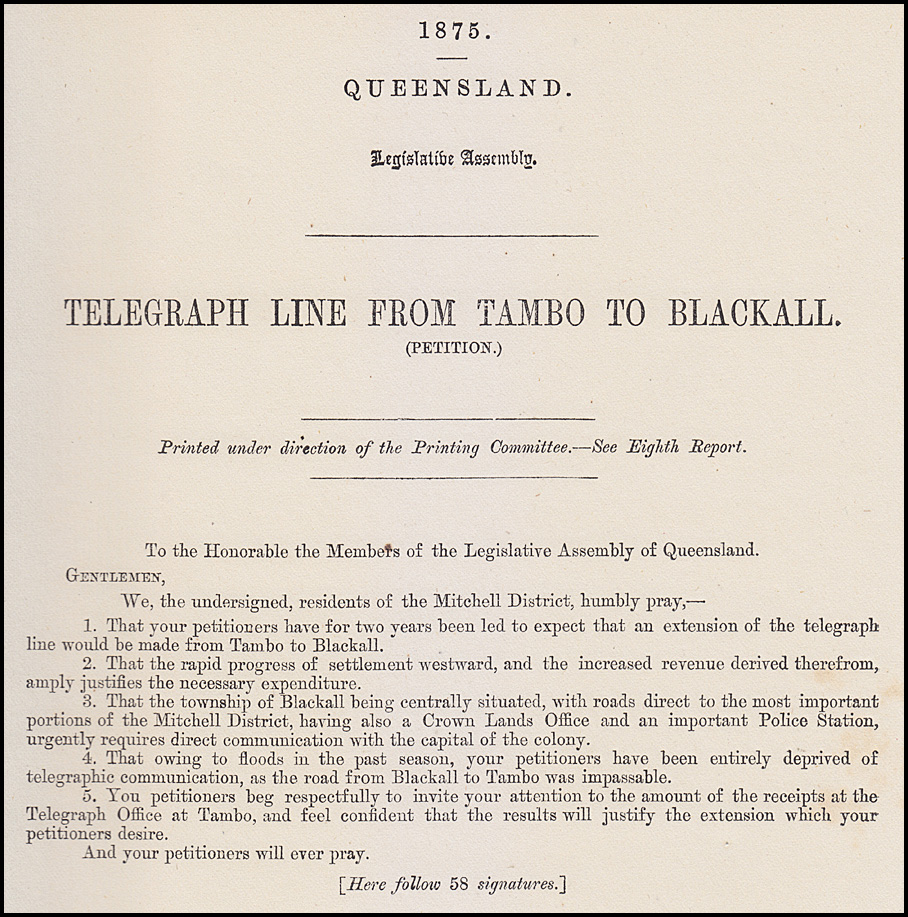 1875.
QUEENSLAND.
Legislative Assembly.
TELEGRAPH LINE FROM TAMBO TO BLACKALL.
(PETITION.)
Printed under direction of the Printing Committee.—See Eighth Report.
To the Honorable the Members of the Legislative Assembly of Queensland.
GENTLEMEN,
We, the undersigned, residents of the Mitchell District, humbly pray,—
1. That your petitioners have for two years been led to expect that an extension of the telegraph
line would be made from Tambo to Blackall.
2. That the rapid progress of settlement westward, and the increased revenue derived therefrom,
amply justifies the necessary expenditure.
3. That the township of Blackall being centrally situated, with roads direct to the most important
portions of the Mitchell District, having also a Crown Lands Office and an important Police Station,
urgently requires direct communication with the capital of the colony.
4. That owing to floods in the past season, your petitioners have been entirely deprived of
telegraphic communication, as the road from Blackall to Tambo was impassable.
5. You petitioners beg respectfully to invite your attention to the amount of the receipts at the
Telegraph Office at Tambo, and feel confident that the results will justify the extension which your
petitioners desire.
And your petitioners will ever pray.
[Here follow 58 signatures.]